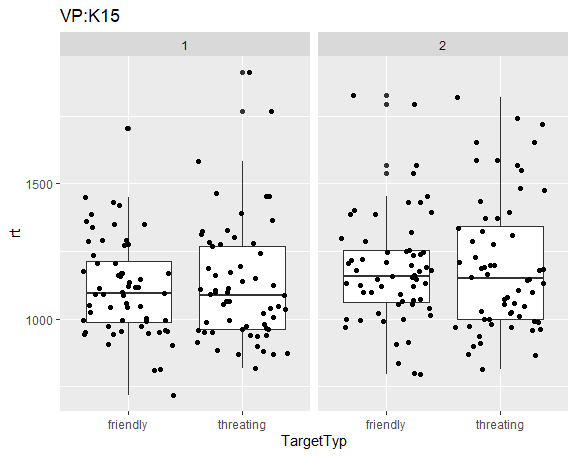 VP:K15
1
2
rt
1500
1000
friendly
threating
friendly
threating
TargetTyp